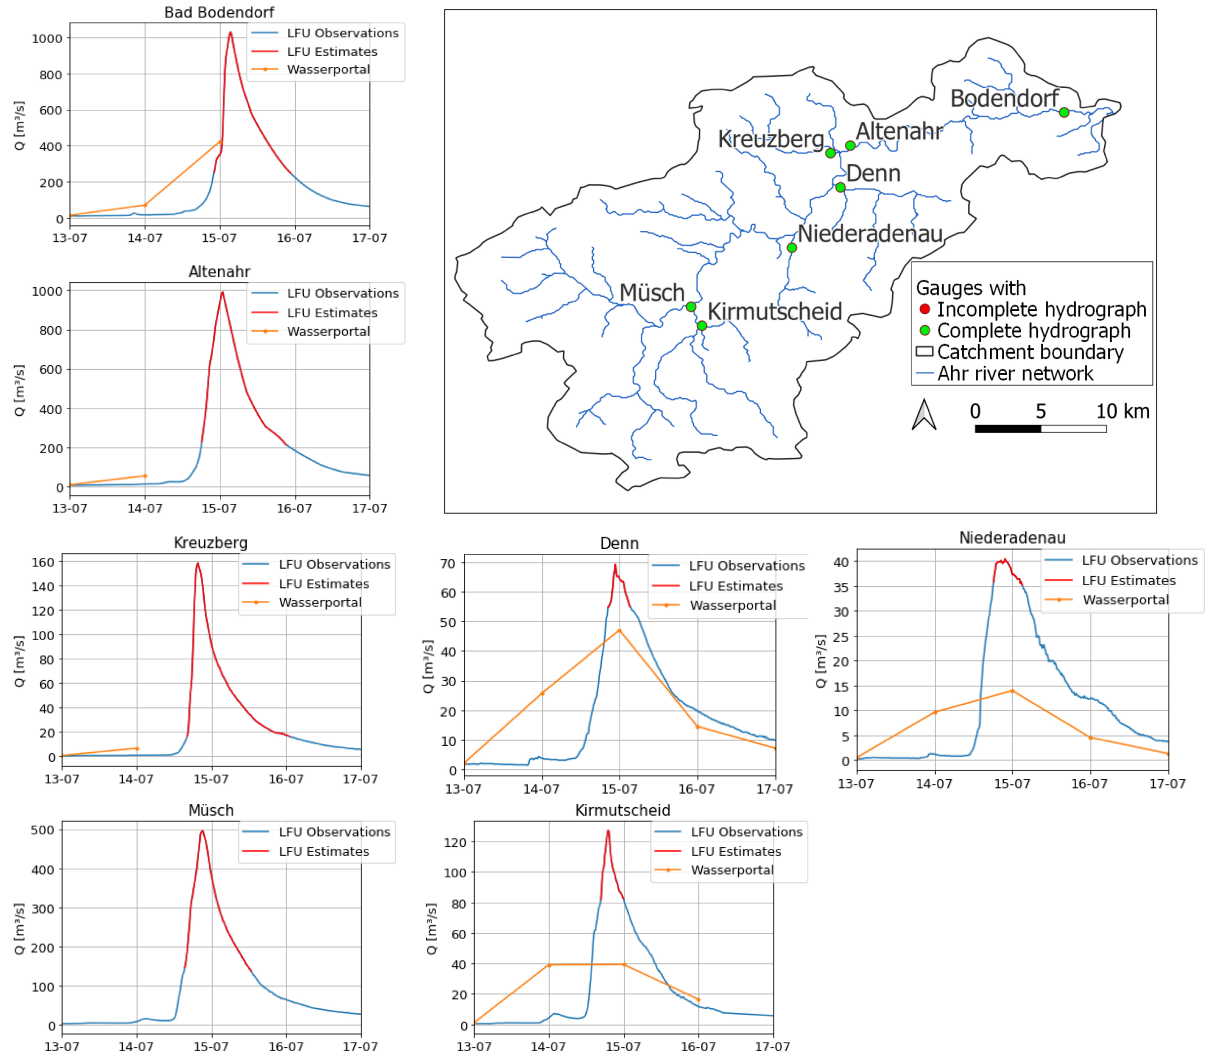 Bad Bodendorf
LFU Observations
LFU Estimates
Wasserportal
1000
800
600
400
200
0
Q [m³/s]
13-07 14-07 15-07 16-07 17-07
Bodendorf
Altenahr
Kreuzberg
Denn
Niederadenau
Müsch
Kirmutscheid
Gauges with
Incomplete hydrograph
Complete hydrograph
Catchment boundary
Ahr river network
0 5 10 km
Altenahr
LFU Observations
LFU Estimates
Wasserportal
1000
800
600
400
200
0
Q [m³/s]
13-07 14-07 15-07 16-07 17-07
Kreuzberg
LFU Observations
LFU Estimates
Wasserportal
160
140
120
100
80
60
40
20
0
Q [m³/s]
13-07 14-07 15-07 16-07 17-07
Denn
LFU Observations
LFU Estimates
Wasserportal
70
60
50
40
30
20
10
0
Q [m³/s]
13-07 14-07 15-07 16-07 17-07
Niederadenau
LFU Observations
LFU Estimates
Wasserportal
40
35
30
25
20
15
10
5
0
Q [m³/s]
13-07 14-07 15-07 16-07 17-07
Müsch
LFU Observations
LFU Estimates
500
400
300
200
100
0
Q [m³/s]
13-07 14-07 15-07 16-07 17-07
Kirmutscheid
LFU Observations
LFU Estimates
Wasserportal
120
100
80
60
40
20
0
Q [m³/s]
13-07 14-07 15-07 16-07 17-07